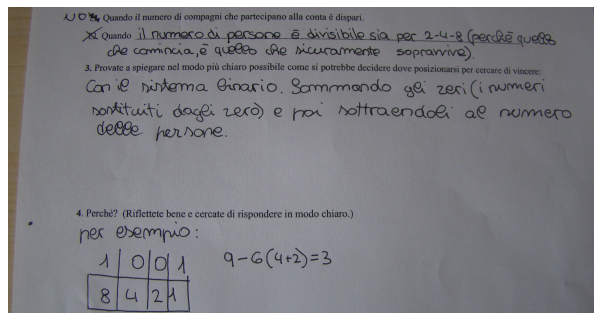 NO Quando il numero di compagni che partecipano alla conta è dispari.
Quando il numero di persone è divisibile sia per 2-4-8 (perchè quello
che comincia, è quello che sicuramente sopravvive).
3. Provate a spiegare nel modo più chiaro possibile come si potrebbe decidere dove posizionarsi per cercare di vincere:
Con il sistema binario. Sommando gli zeri (i numeri
sostituiti dagli zero) e poi sottraendoli al numero
delle persone.
4. Perché? (Riflettete bene e cercate di rispondere in modo chiaro.)
per esempio:
1 0 0 1 9-6(4+2)=3
8 4 2 1